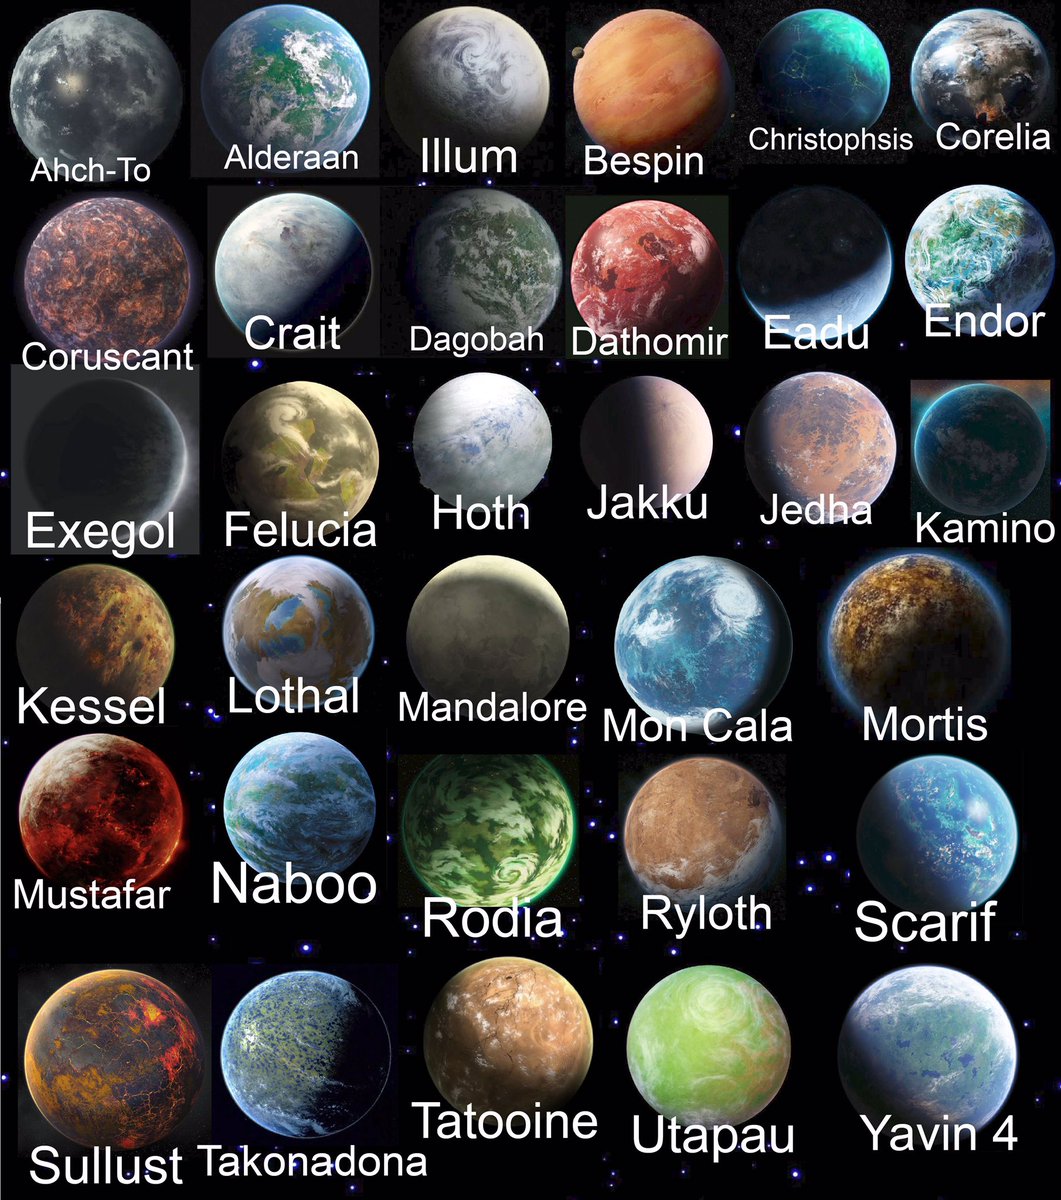 Ahch-To
Alderaan
Illum
Bespin
Christophsis
Corelia
Coruscant
Crait
Dagobah
Dathomir
Eadu
Endor
Exegol
Felucia
Hoth
Jakku
Jedha
Kamino
Kessel
Lothal
Mandalore
Mon Cala
Mortis
Mustafar
Naboo
Rodia
Ryloth
Scarif
Sullust
Takonadona
Tatooine
Utapau
Yavin 4